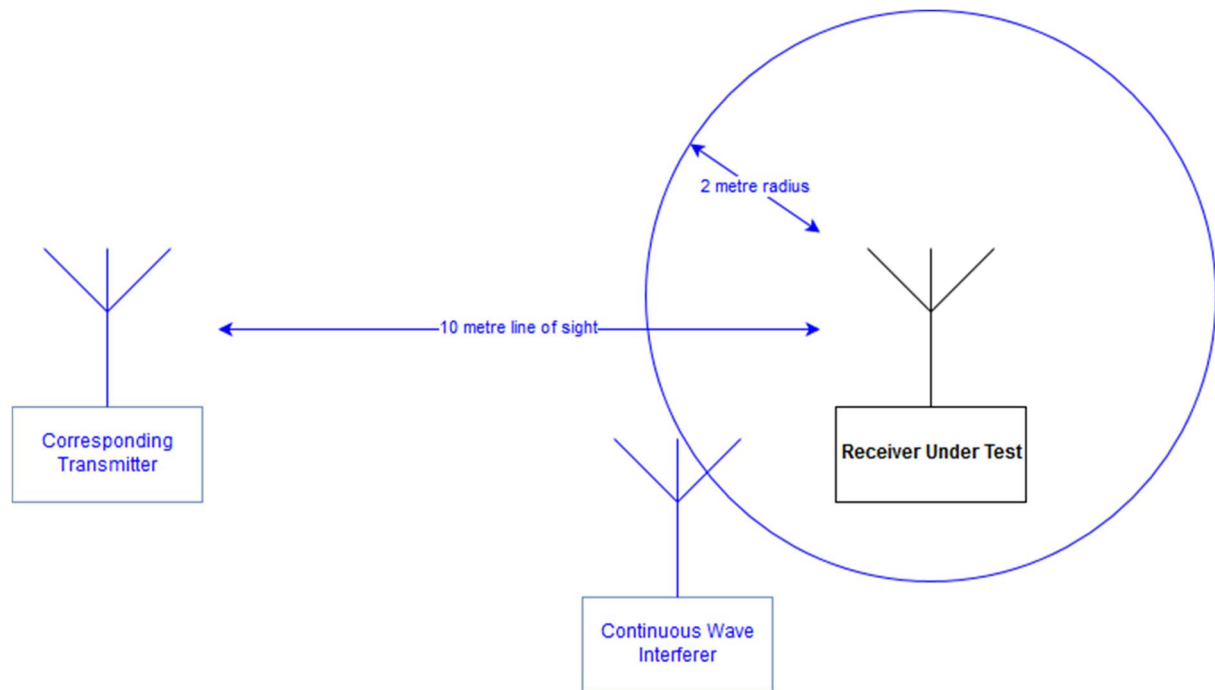 2 metre radius
10 metre line of sight
Corresponding
Transmitter
Receiver Under Test
Continuous Wave
Interferer